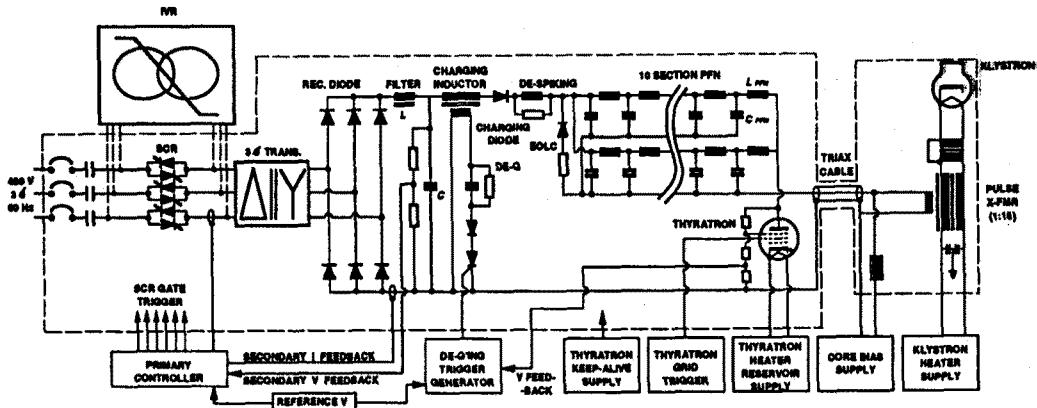 IVR
KLYSTRON
REC. DIODE
FILTER
CHARGING
INDUCTOR
DE-SPIKING
10 SECTION PFN
L PFN
C PFN
L
CHARGING
DIODE
EOLC
SCR
3 ϕ TRANS.
DE-Q
TRIAX
CABLE
3 ϕ
60 Hz
C
PULSE
X-FMR
(1:15)
THYRATRON
SCR GATE
TRIGGER
PRIMARY
CONTROLLER
SECONDARY I FEEDBACK
SECONDARY V FEEDBACK
REFERENCE V
DE-Q'ING
TRIGGER
GENERATOR
V FEED-
BACK
THYRATRON
KEEP-ALIVE
SUPPLY
THYRATRON
GRID
TRIGGER
THYRATRON
HEATER
RESERVOIR
SUPPLY
CORE BIAS
SUPPLY
KLYSTRON
HEATER
SUPPLY